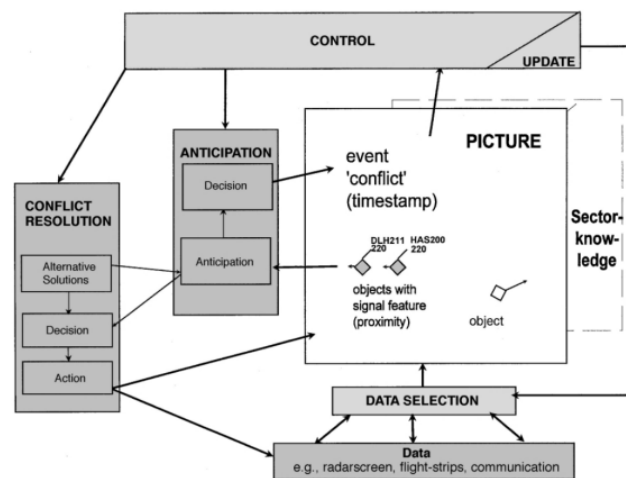 CONTROL
UPDATE
PICTURE
ANTICIPATION
Decision
Anticipation
event
'conflict'
(timestamp)
Sector-
know-
ledge
CONFLICT
RESOLUTION
Alternative
Solutions
Decision
Action
DLH211 HAS200
220 220
objects with
signal feature
(proximity)
object
DATA SELECTION
Data
e.g., radarscreen, flight-strips, communication